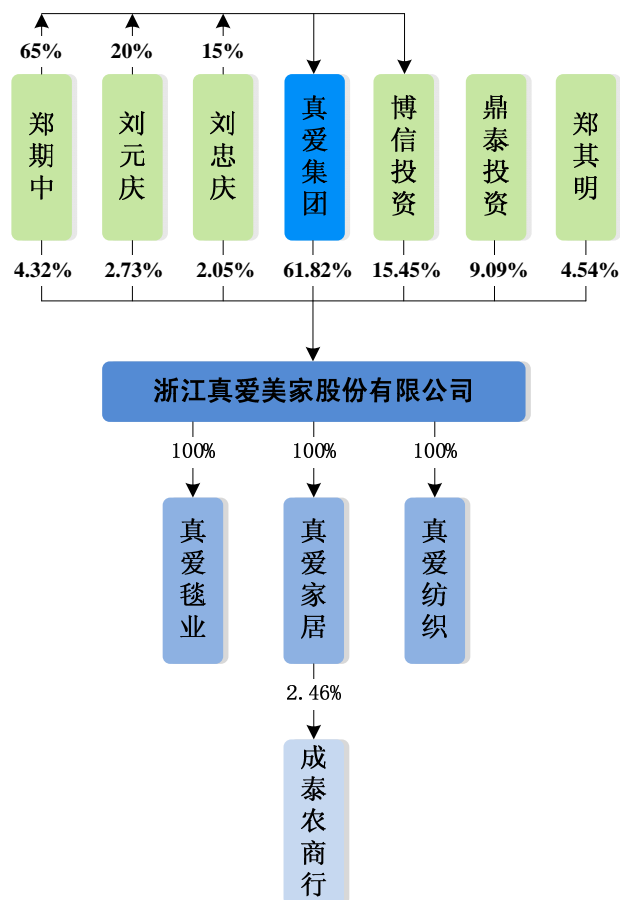 65% 20% 15%
郑期中 刘元庆 刘忠庆 真爱集团 博信投资 鼎泰投资 郑其明
4.32% 2.73% 2.05% 61.82% 15.45% 9.09% 4.54%
浙江真爱美家股份有限公司
100% 100% 100%
真爱毯业 真爱家居 真爱纺织
2.46%
成泰农商行